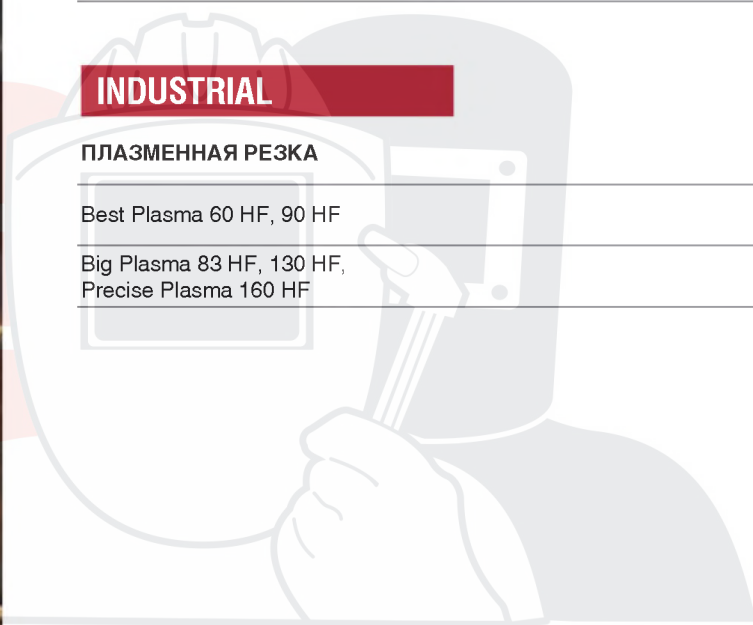 INDUSTRIAL
ПЛАЗМЕННАЯ РЕЗКА
Best Plasma 60 HF, 90 HF
Big Plasma 83 HF, 130 HF,
Precise Plasma 160 HF